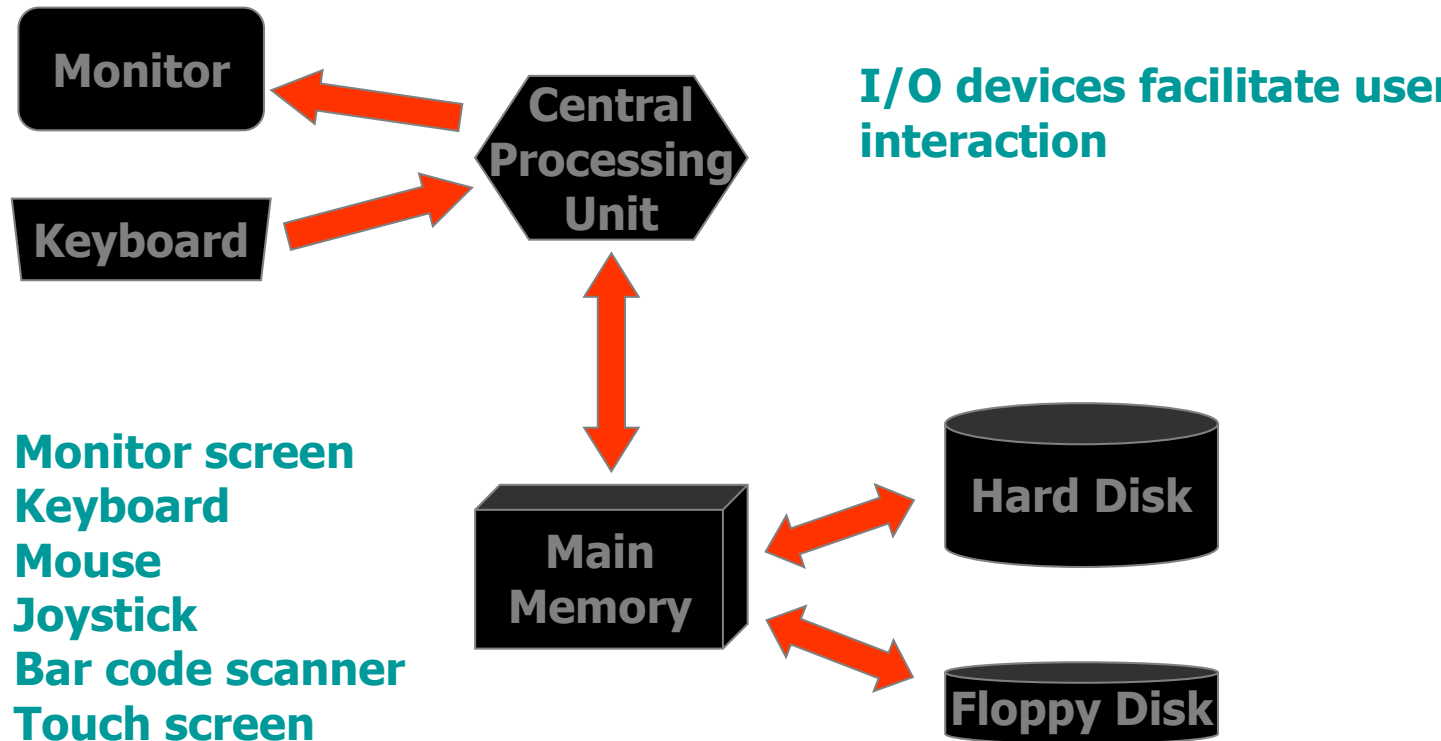 Monitor
Central
Processing
Unit
I/O devices facilitate user
interaction
Keyboard
Monitor screen
Keyboard
Mouse
Joystick
Bar code scanner
Touch screen
Main
Memory
Hard Disk
Floppy Disk